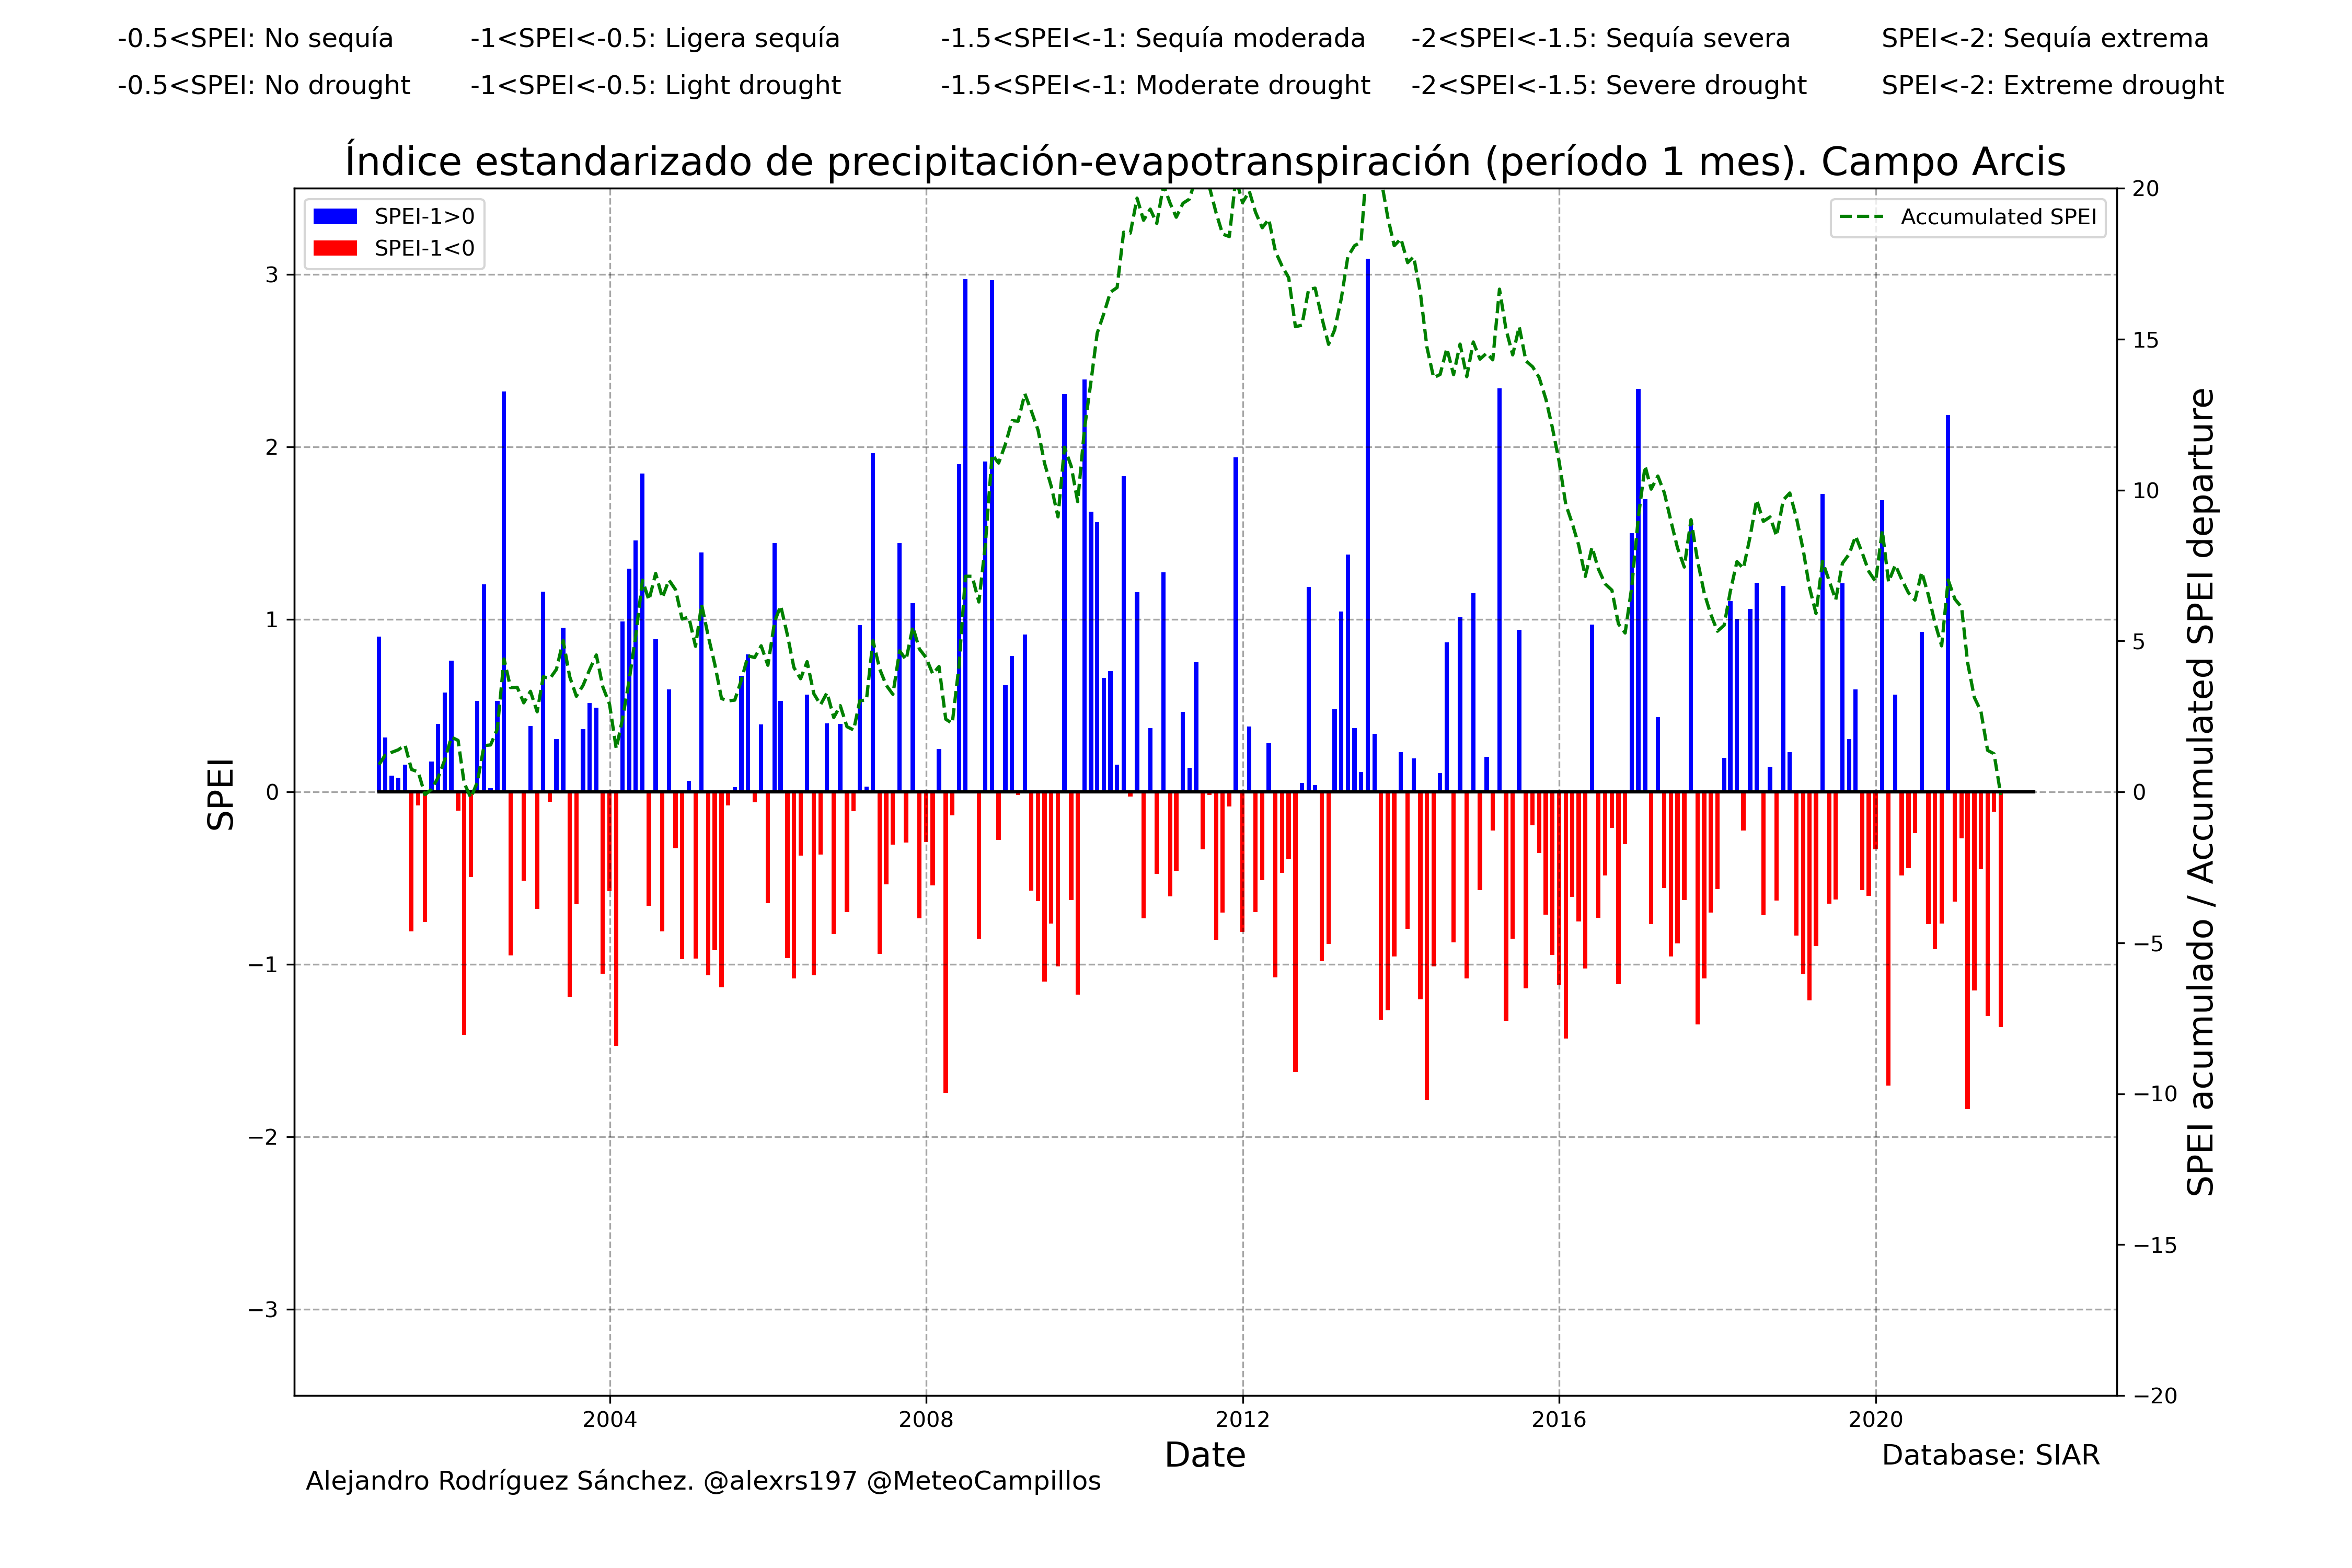 -0.5<SPEI: No sequía -1<SPEI<-0.5: Ligera sequía -1.5<SPEI<-1: Sequía moderada -2<SPEI<-1.5: Sequía severa SPEI<-2: Sequía extrema
-0.5<SPEI: No drought -1<SPEI<-0.5: Light drought -1.5<SPEI<-1: Moderate drought -2<SPEI<-1.5: Severe drought SPEI<-2: Extreme drought
Índice estandarizado de precipitación-evapotranspiración (período 1 mes). Campo Arcis
SPEI-1>0
SPEI-1<0
Accumulated SPEI
SPEI
3
2
1
0
−1
−2
−3
20
15
10
5
0
−5
−10
−15
−20
SPEI acumulado / Accumulated SPEI departure
2004 2008 2012 2016 2020
Date
Database: SIAR
Alejandro Rodríguez Sánchez. @alexrs197 @MeteoCampillos